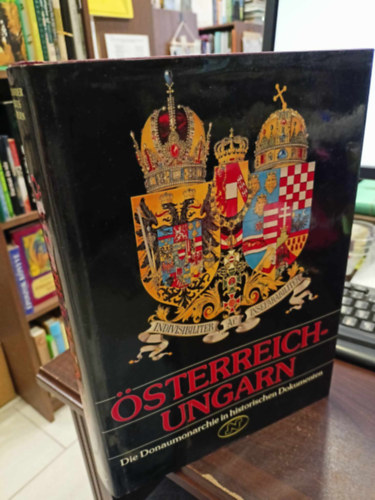 INDIVISIBILITER AC INSEPARABILITER
ÖSTERREICH-
UNGARN
Die Donaumonarchie in historischen Dokumenten